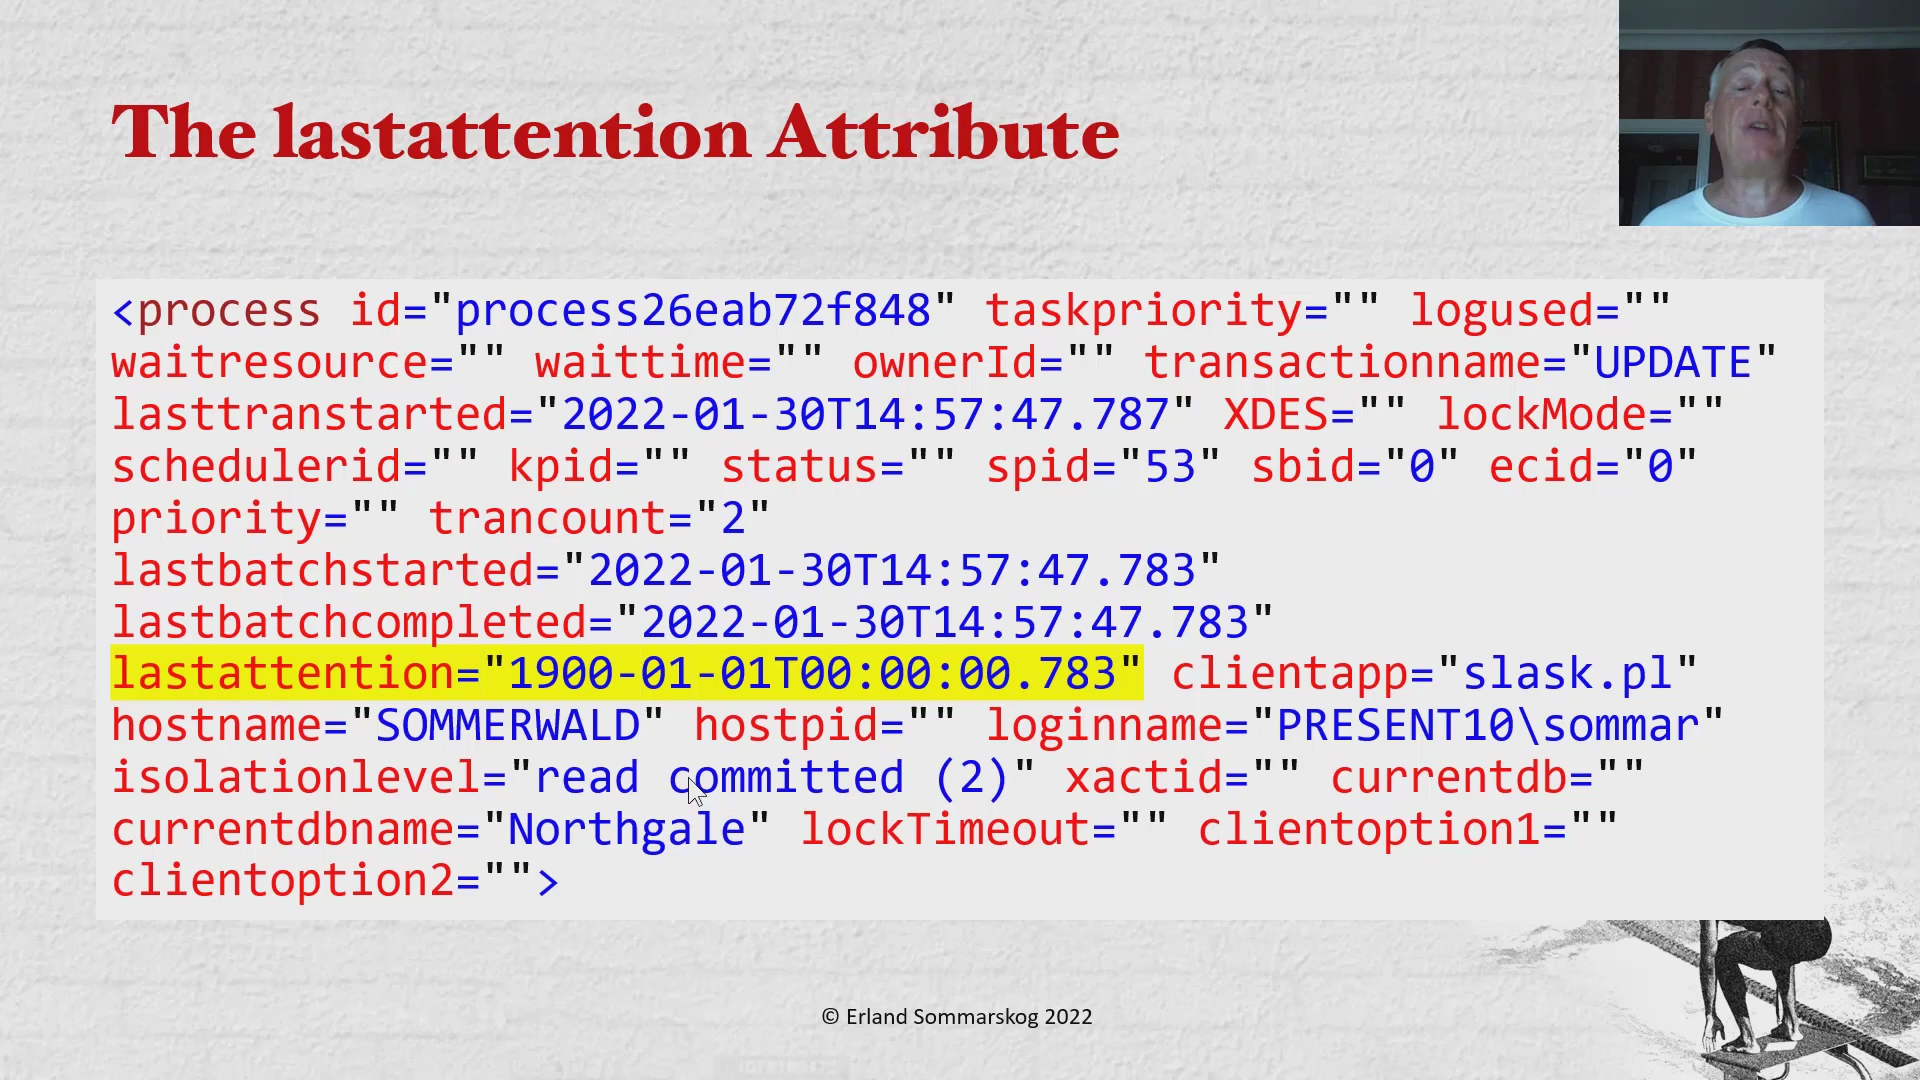 The lastattention Attribute
<process id="process26eab72f848" taskpriority="" logused=""
waitresource="" waittime="" ownerId="" transactionname="UPDATE"
lasttranstarted="2022-01-30T14:57:47.787" XDES="" lockMode=""
schedulerid="" kpid="" status="" spid="53" sbid="0" ecid="0"
priority="" trancount="2"
lastbatchstarted="2022-01-30T14:57:47.783"
lastbatchcompleted="2022-01-30T14:57:47.783"
lastattention="1900-01-01T00:00:00.783" clientapp="slask.pl"
hostname="SOMMERWALD" hostpid="" loginname="PRESENT10\sommar"
isolationlevel="read committed (2)" xactid="" currentdb=""
currentdbname="Northgale" lockTimeout="" clientoption1=""
clientoption2="">
© Erland Sommarskog 2022